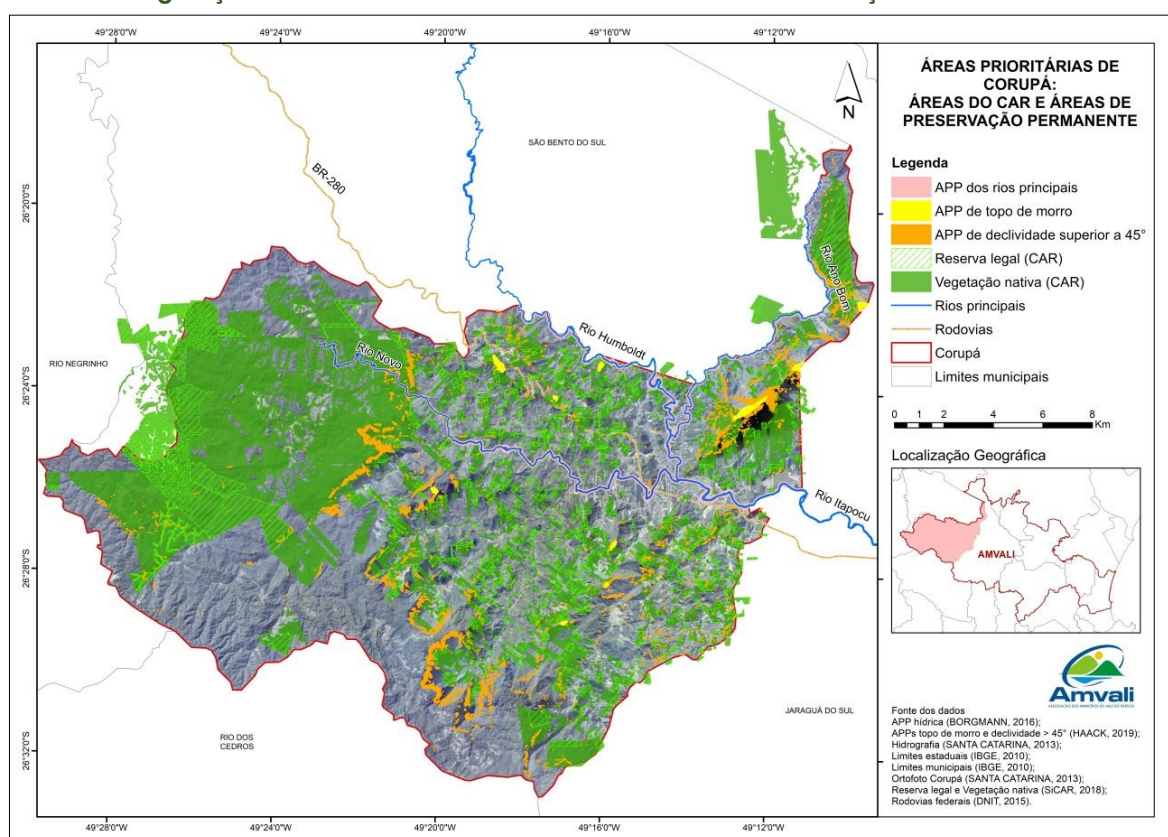 49°28'0"W 49°24'0"W 49°20'0"W 49°16'0"W 49°12'0"W
26°20'0"S
26°24'0"S
26°28'0"S
26°32'0"S
N
SÃO BENTO DO SUL
BR-280
Rio Ano Bom
Rio Humboldt
Rio Novo
RIO NEGRINHO
Rio Itapocu
JARAGUÁ DO SUL
RIO DOS
CEDROS
49°28'0"W 49°24'0"W 49°20'0"W 49°16'0"W 49°12'0"W
ÁREAS PRIORITÁRIAS DE
CORUPÁ:
ÁREAS DO CAR E ÁREAS DE
PRESERVAÇÃO PERMANENTE
Legenda
APP dos rios principais
APP de topo de morro
APP de declividade superior a 45°
Reserva legal (CAR)
Vegetação nativa (CAR)
Rios principais
Rodovias
Corupá
Limites municipais
0 1 2 4 6 8
Km
Localização Geográfica
AMVALI
Amvali
ASSOCIAÇÃO DOS MUNICÍPIOS DO VALE DO ITAPOCU
Fonte dos dados
APP hídrica (BORGMANN, 2016);
APPs topo de morro e declividade > 45° (HAACK, 2019);
Hidrografia (SANTA CATARINA, 2013);
Limites estaduais (IBGE, 2010);
Limites municipais (IBGE, 2010);
Ortofoto Corupá (SANTA CATARINA, 2013);
Reserva legal e Vegetação nativa (SiCAR, 2018);
Rodovias federais (DNIT, 2015).